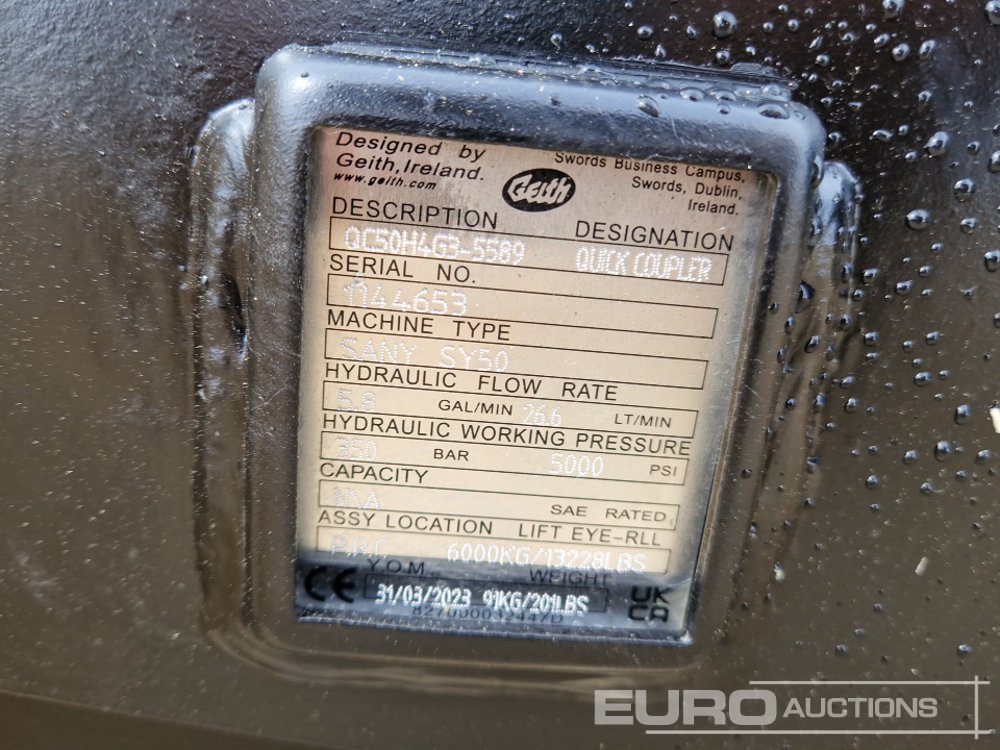 Designed by
Geith, Ireland.
www.geith.com
GEITH
Swords Business Campus,
Swords, Dublin,
Ireland.
DESCRIPTION DESIGNATION
QC50H4G3-5589 QUICK COUPLER
SERIAL NO.
1144653
MACHINE TYPE
SANY SY50
HYDRAULIC FLOW RATE
5.8 GAL/MIN 26.6 LT/MIN
HYDRAULIC WORKING PRESSURE
350 BAR 5000 PSI
CAPACITY
N\A SAE RATED
ASSY LOCATION LIFT EYE-RLL
P.R.C 6000KG/13228LBS
Y.O.M. WEIGHT
CE 31/03/2023 91KG/201LBS UKCA
827000032447D
EURO AUCTIONS